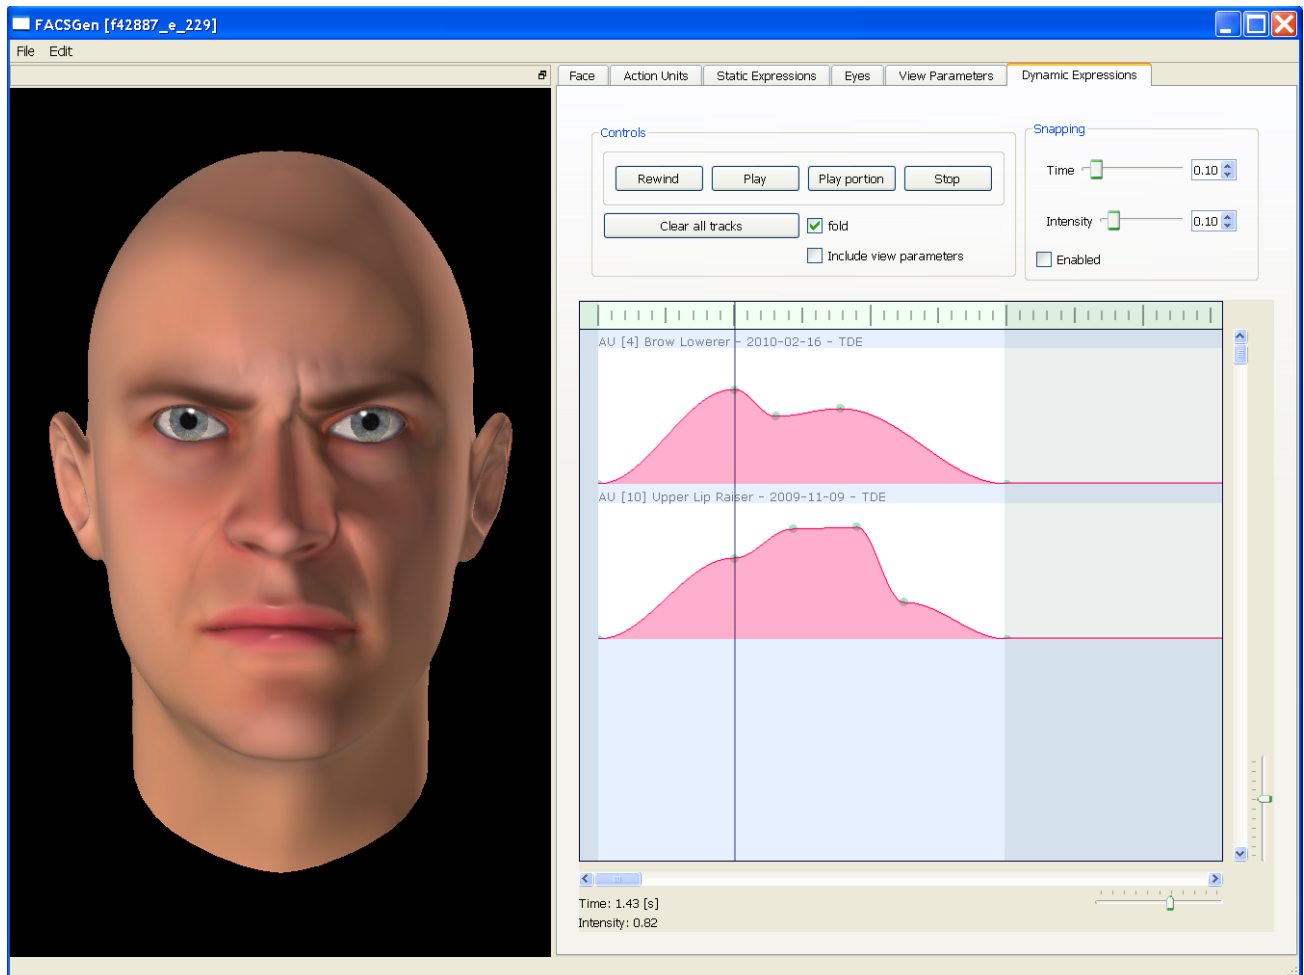 FACSGen [f42887_e_229]
File Edit
Face Action Units Static Expressions Eyes View Parameters Dynamic Expressions
Controls
Rewind Play Play portion Stop
Clear all tracks fold
Include view parameters
Snapping
Time 0.10
Intensity 0.10
Enabled
AU [4] Brow Lowerer - 2010-02-16 - TDE
AU [10] Upper Lip Raiser - 2009-11-09 - TDE
Time: 1.43 [s]
Intensity: 0.82